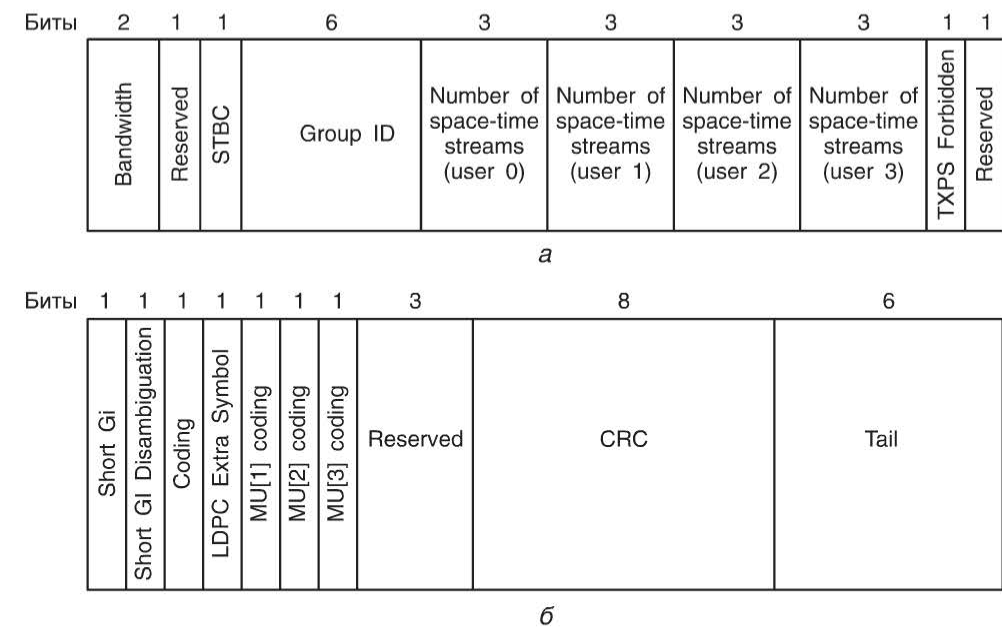 Биты 2 1 1 6 3 3 3 3 1 1
Bandwidth
Reserved
STBC
Group ID
Number of
space-time
streams
(user 0)
Number of
space-time
streams
(user 1)
Number of
space-time
streams
(user 2)
Number of
space-time
streams
(user 3)
TXPS Forbidden
Reserved
а
Биты 1 1 1 1 1 1 1 3 8 6
Short Gi
Short GI Disambiguation
Coding
LDPC Extra Symbol
MU[1] coding
MU[2] coding
MU[3] coding
Reserved
CRC
Tail
б